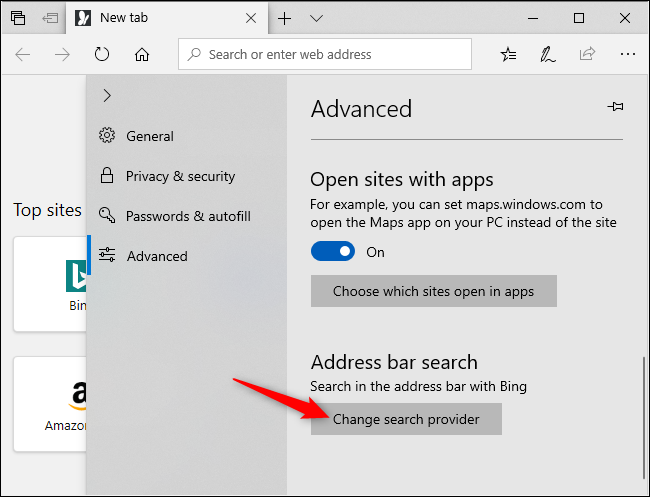 New tab
Search or enter web address
Top sites
Bin
Amazon
General
Privacy & security
Passwords & autofill
Advanced
Advanced
Open sites with apps
For example, you can set maps.windows.com to
open the Maps app on your PC instead of the site
On
Choose which sites open in apps
Address bar search
Search in the address bar with Bing
Change search provider